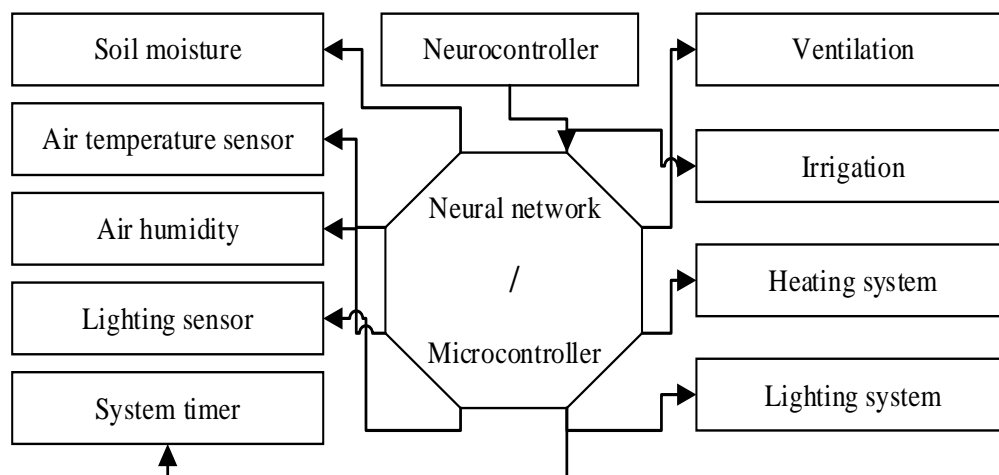 Soil moisture
Neurocontroller
Ventilation
Air temperature sensor
Irrigation
Neural network
Air humidity
/
Heating system
Lighting sensor
Microcontroller
System timer
Lighting system